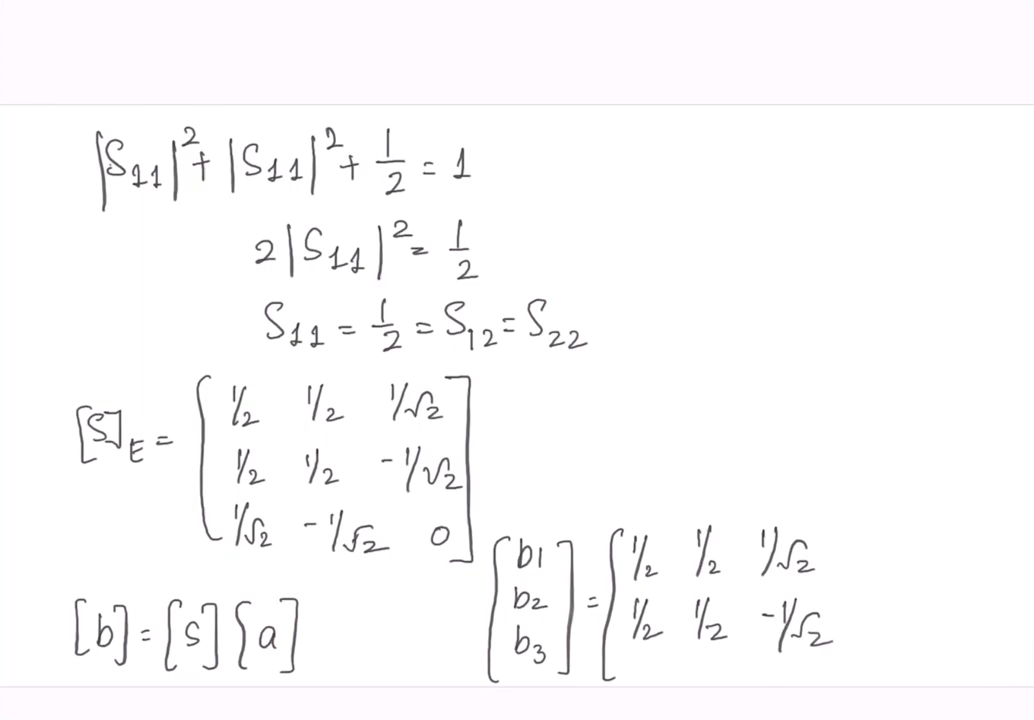 |S11|² + |S11|² + 1/2 = 1
2|S11|² = 1/2
S11 = 1/2 = S12 = S22
[S]E = [1/2 1/2 1/√2
1/2 1/2 -1/√2
1/√2 -1/√2 0]
[b] = [s] [a]
[b1 b2 b3] = [1/2 1/2 1/√2
1/2 1/2 -1/√2